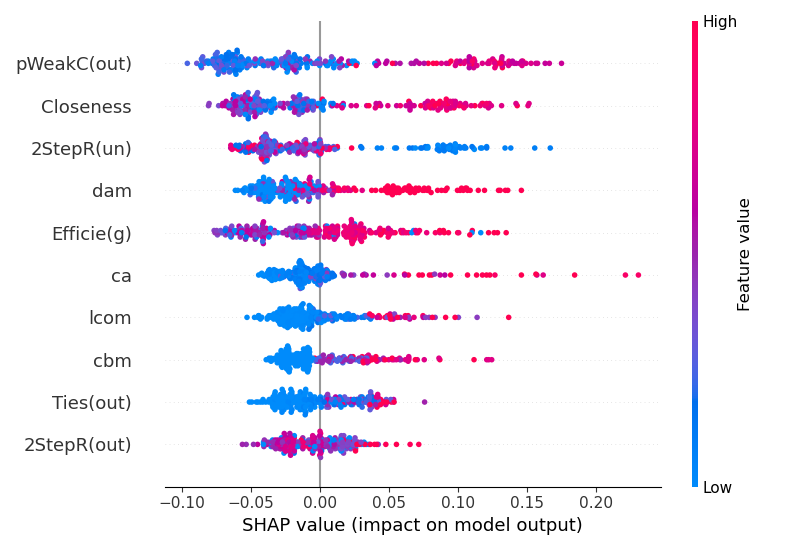 High
pWeakC(out)
Closeness
2StepR(un)
dam
Efficie(g)
ca
lcom
cbm
Ties(out)
2StepR(out)
Feature value
Low
−0.10 −0.05 0.00 0.05 0.10 0.15 0.20
SHAP value (impact on model output)